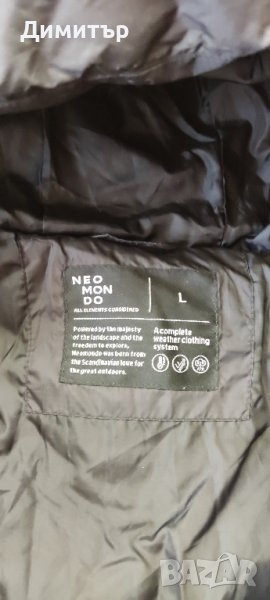 Димитър
NEO
MON
DO
ALL ELEMENTS CONSIDERED
L
Powered by the majesty
of the landscape and the
freedom to explore,
Neomondo was born from
the Scandinavian love for
the great outdoors.
A complete
weather clothing
system
BAZAR